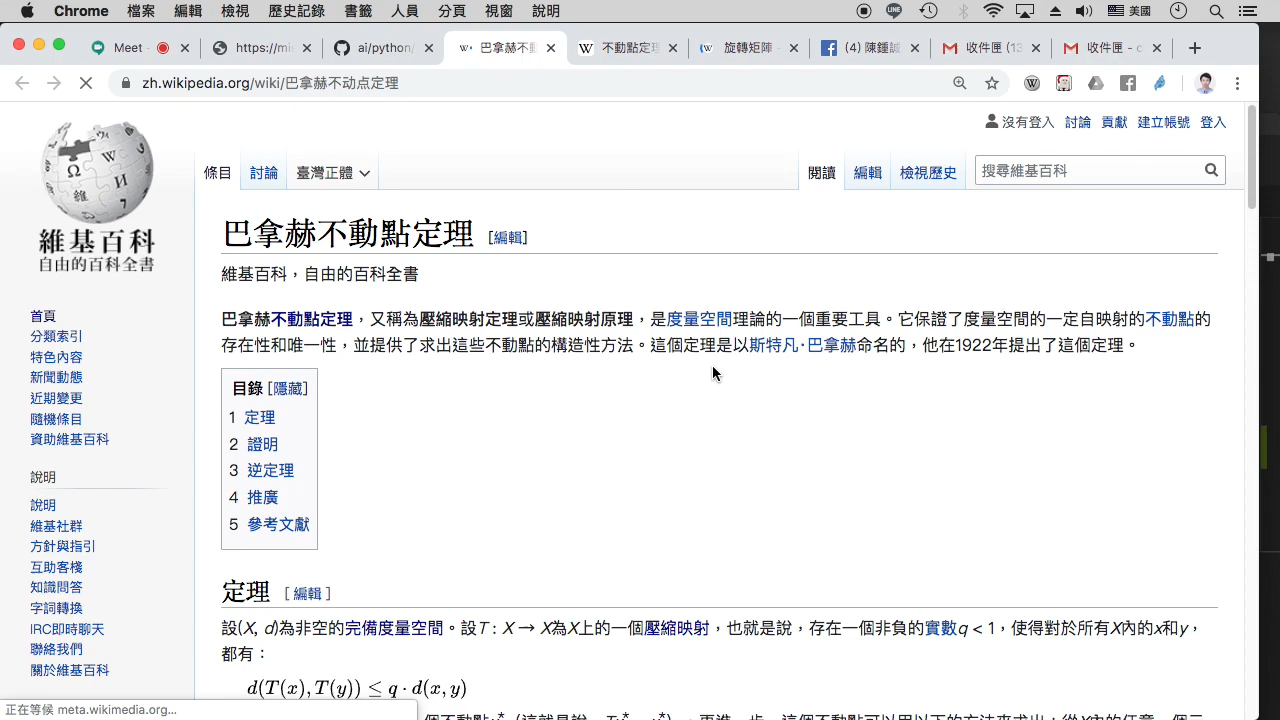 Chrome 檔案 編輯 檢視 歷史記錄 書籤 人員 分頁 視窗 說明 LINE 美國
Meet https://mi ai/python 巴拿赫不動 不動點定理 旋轉矩陣 - (4) 陳鍾誠 收件匣 (13 收件匣 - c
zh.wikipedia.org/wiki/巴拿赫不动点定理
沒有登入 討論 貢獻 建立帳號 登入
條目 討論 臺灣正體 閱讀 編輯 檢視歷史 搜尋維基百科
維基百科
自由的百科全書
首頁
分類索引
特色內容
新聞動態
近期變更
隨機條目
資助維基百科
說明
說明
維基社群
方針與指引
互助客棧
知識問答
字詞轉換
IRC即時聊天
聯絡我們
關於維基百科
巴拿赫不動點定理 [編輯]
維基百科，自由的百科全書
巴拿赫不動點定理，又稱為壓縮映射定理或壓縮映射原理，是度量空間理論的一個重要工具。它保證了度量空間的一定自映射的不動點的
存在性和唯一性，並提供了求出這些不動點的構造性方法。這個定理是以斯特凡·巴拿赫命名的，他在1922年提出了這個定理。
目錄 [隱藏]
1 定理
2 證明
3 逆定理
4 推廣
5 參考文獻
定理 [ 編輯 ]
設(X, d)為非空的完備度量空間。設T : X → X為X上的一個壓縮映射，也就是說，存在一個非負的實數q < 1，使得對於所有X內的x和y，
都有：
d(T(x), T(y)) ≤ q · d(x, y)
正在等候 meta.wikimedia.org...